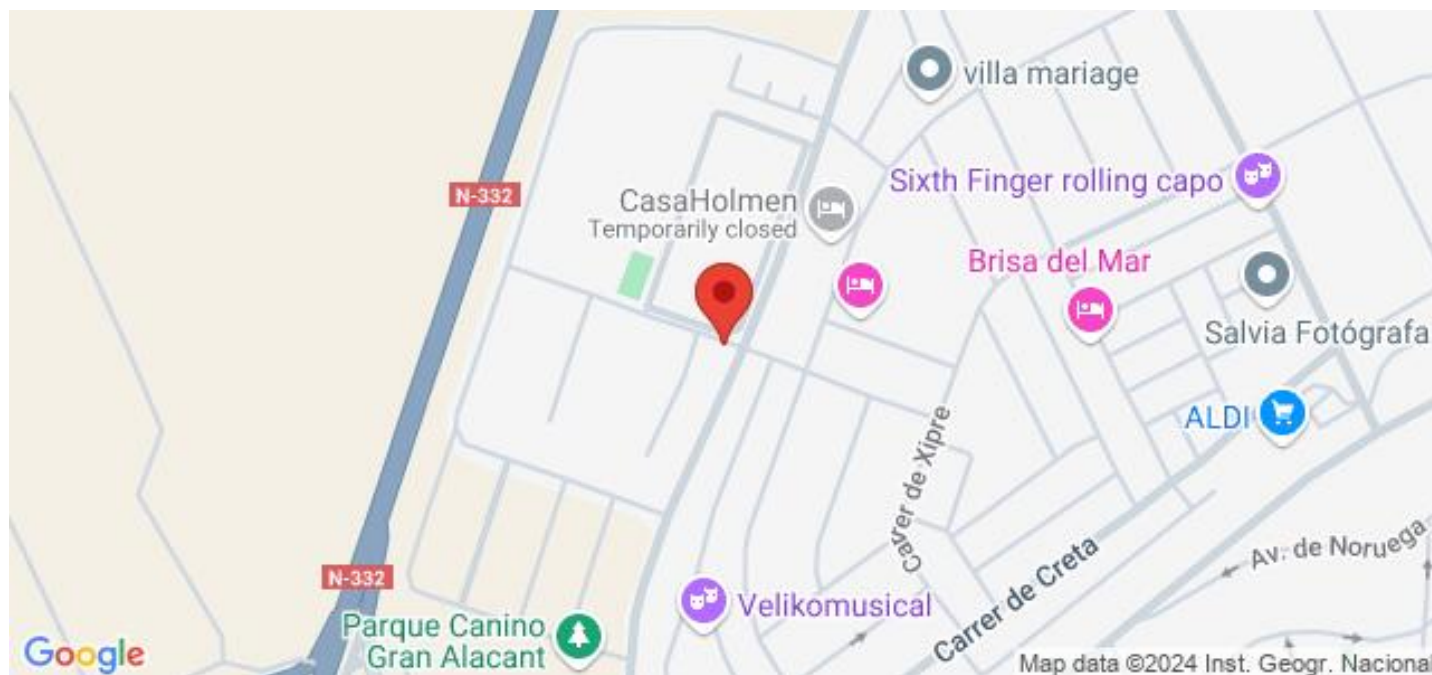 villa mariage
Sixth Finger rolling capo
N-332
CasaHolmen
Temporarily closed
Brisa del Mar
Salvia Fotógrafa
ALDI
Carrer de Xipre
Av. de Noruega
Carrer de Creta
N-332
Velikomusical
Parque Canino
Gran Alacant
Google
Map data ©2024 Inst. Geogr. Nacional